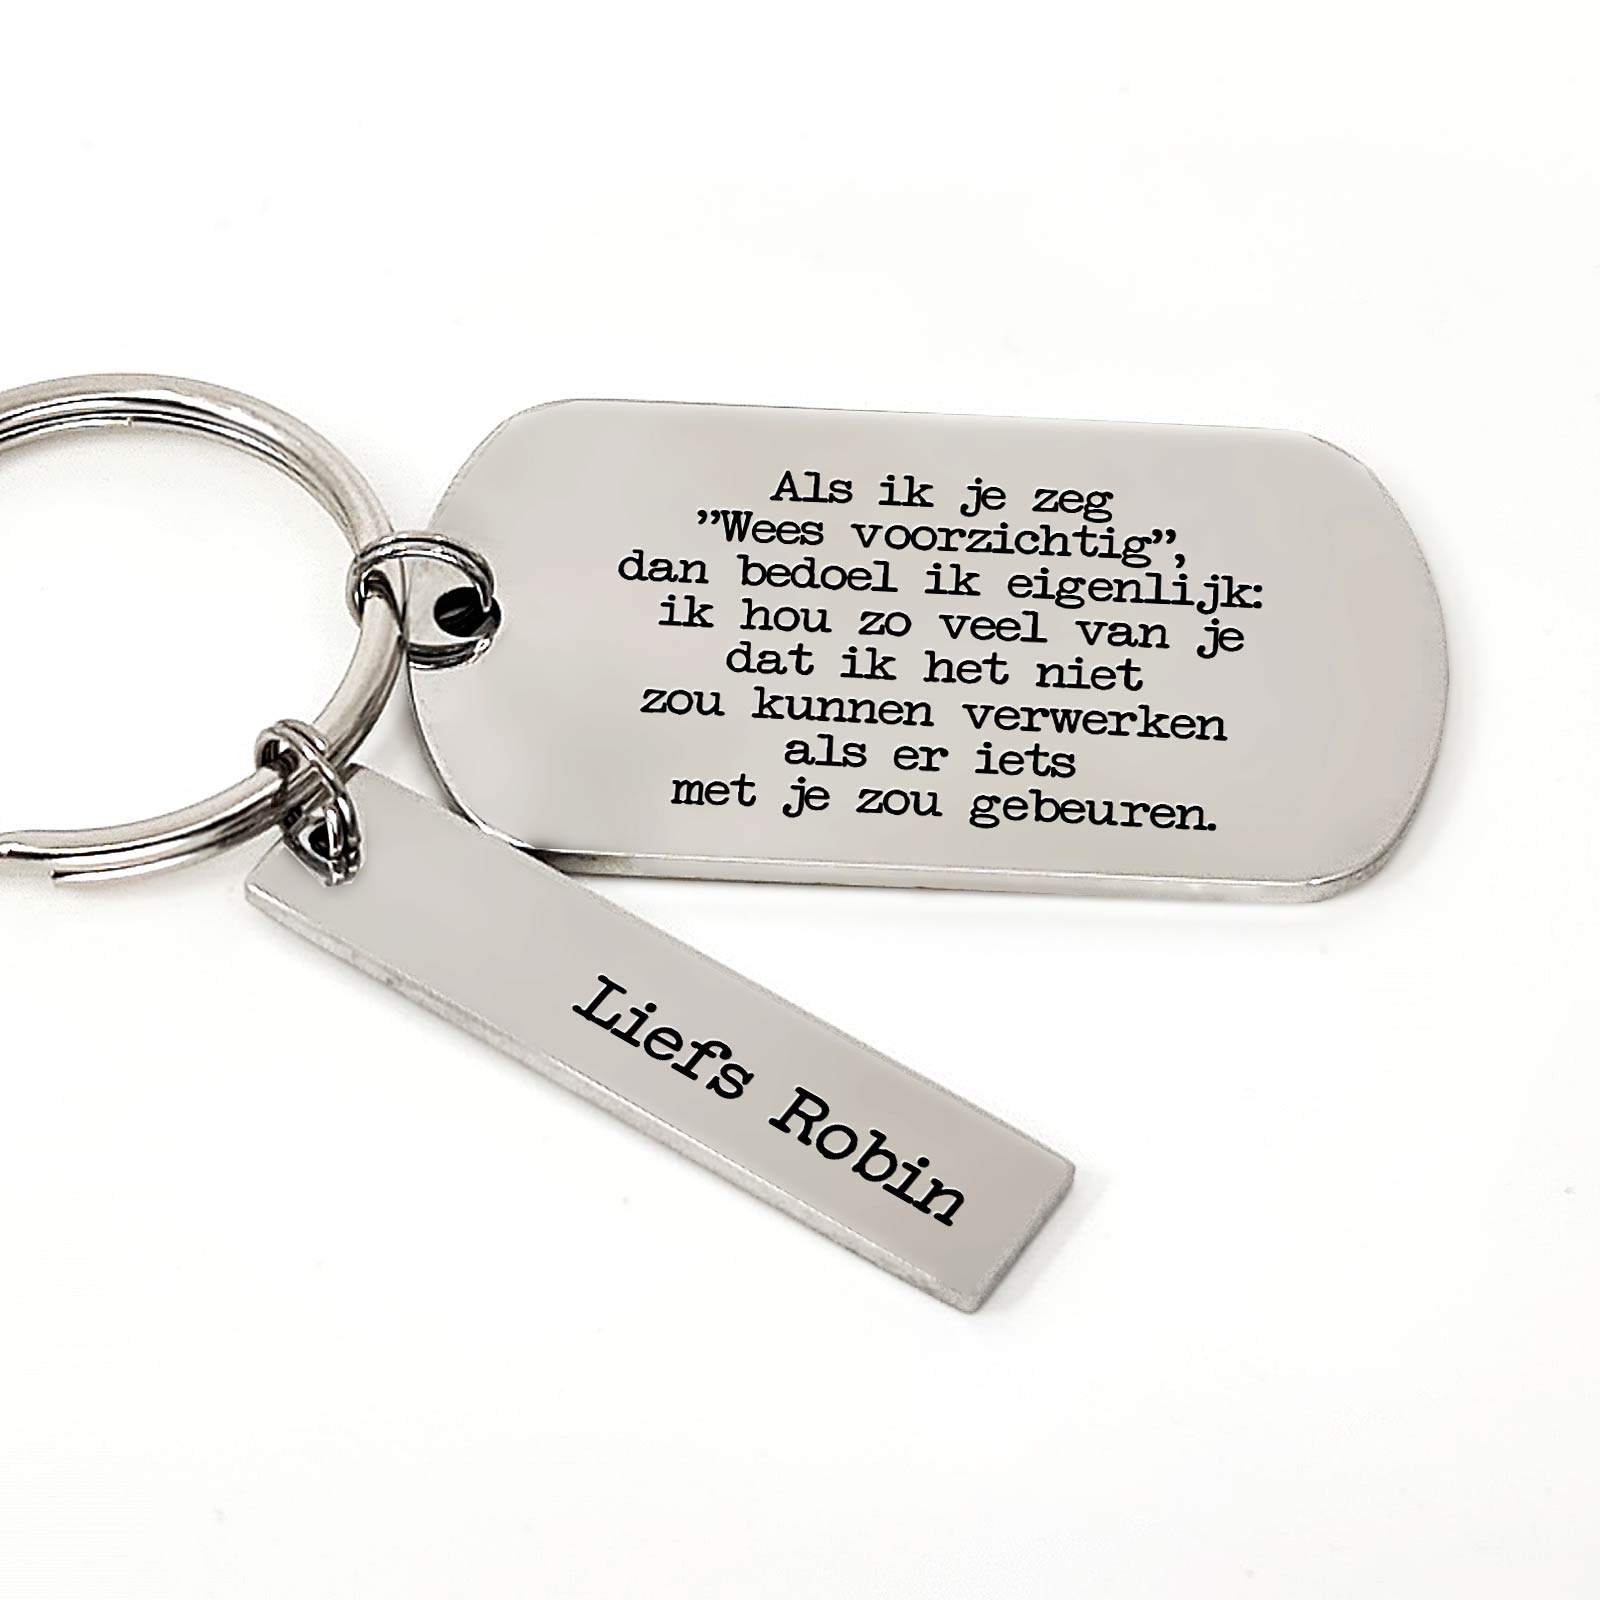 Als ik je zeg
”Wees voorzichtig”,
dan bedoel ik eigenlijk:
ik hou zo veel van je
dat ik het niet
zou kunnen verwerken
als er iets
met je zou gebeuren.
Liefs Robin